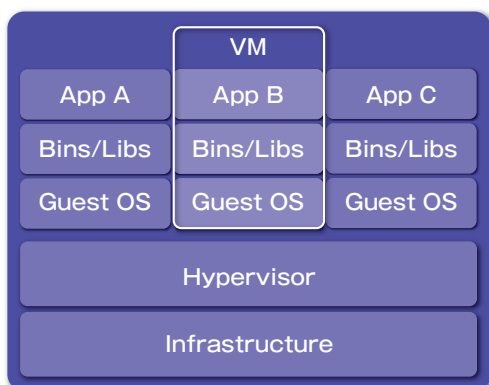 VM
App A App B App C
Bins/Libs Bins/Libs Bins/Libs
Guest OS Guest OS Guest OS
Hypervisor
Infrastructure